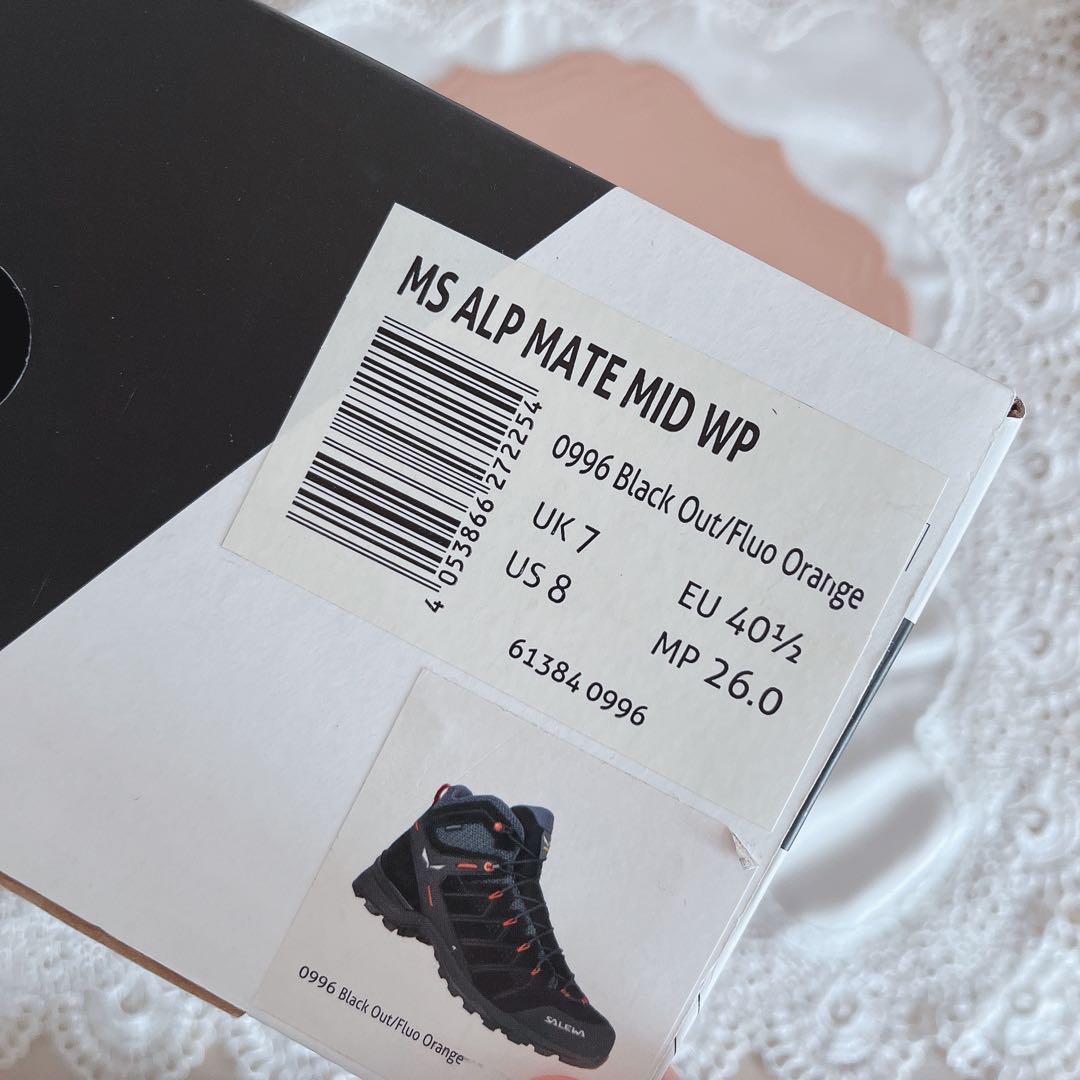 MS ALP MATE MID WP
4 053866 272254
0996 Black Out/Fluo Orange
UK 7
EU 40½
US 8
MP 26.0
61384 0996
SALEWA
0996 Black Out/Fluo Orange